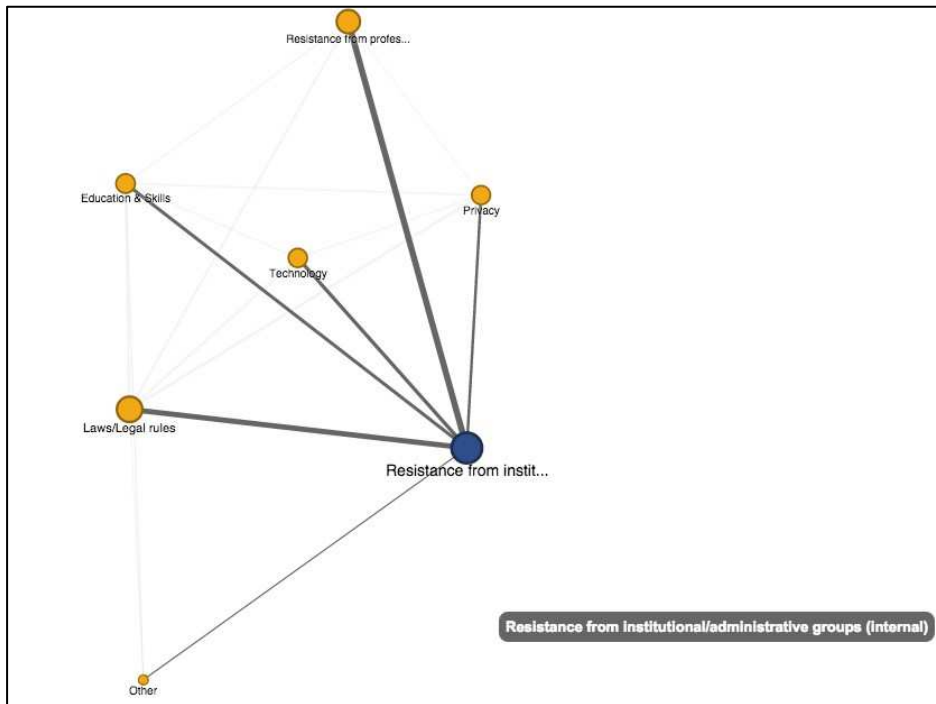 Resistance from profes...
Education & Skills
Privacy
Technology
Laws/Legal rules
Resistance from instit...
Resistance from institutional/administrative groups (internal)
Other